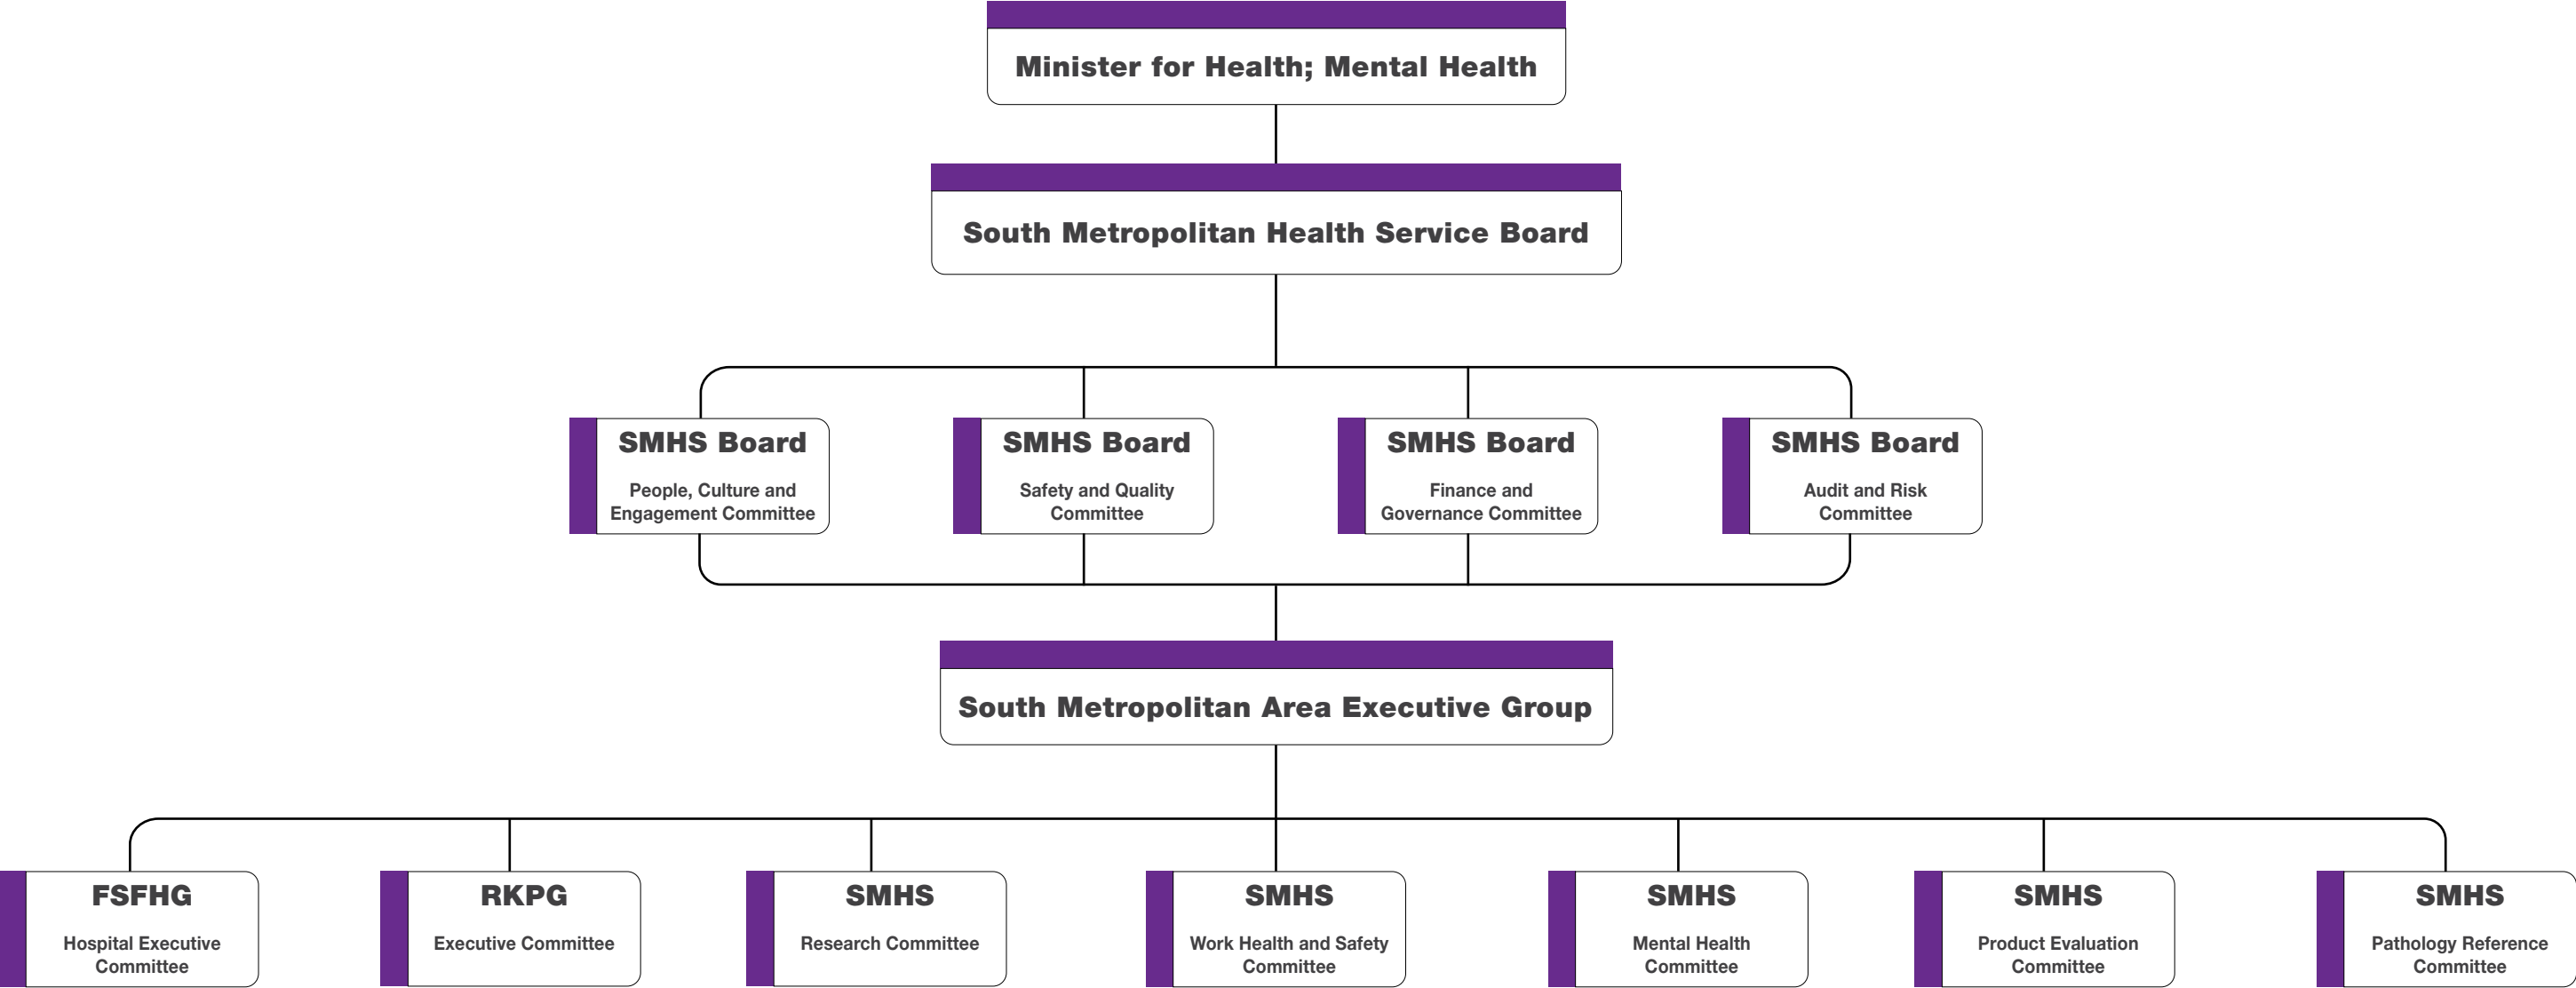 Minister for Health; Mental Health
South Metropolitan Health Service Board
SMHS Board
People, Culture and
Engagement Committee
SMHS Board
Safety and Quality
Committee
SMHS Board
Finance and
Governance Committee
SMHS Board
Audit and Risk
Committee
South Metropolitan Area Executive Group
FSFHG
Hospital Executive
Committee
RKPG
Executive Committee
SMHS
Research Committee
SMHS
Work Health and Safety
Committee
SMHS
Mental Health
Committee
SMHS
Product Evaluation
Committee
SMHS
Pathology Reference
Committee